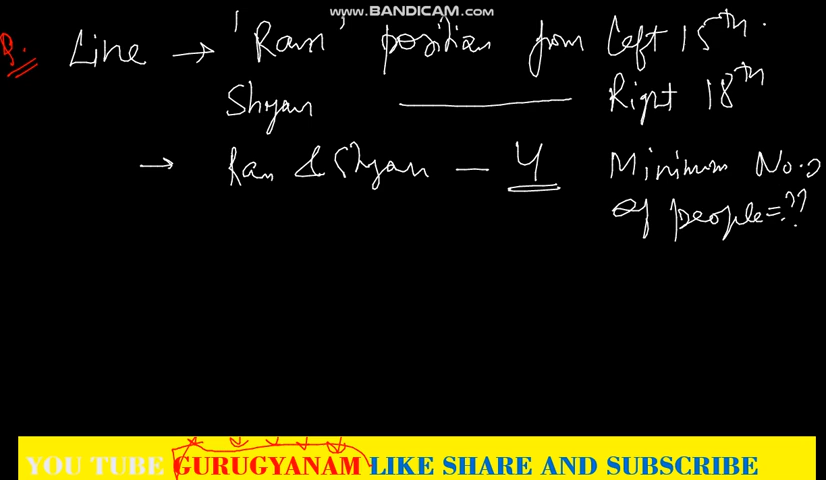 www.BANDICAM.com
Q. Line → 'Ram' position from Left 15th.
Shyam ——— Right 18th
→ Ram & Shyam — 4 Minimum No.
of people=??
YOU TUBE GURUGYANAM LIKE SHARE AND SUBSCRIBE